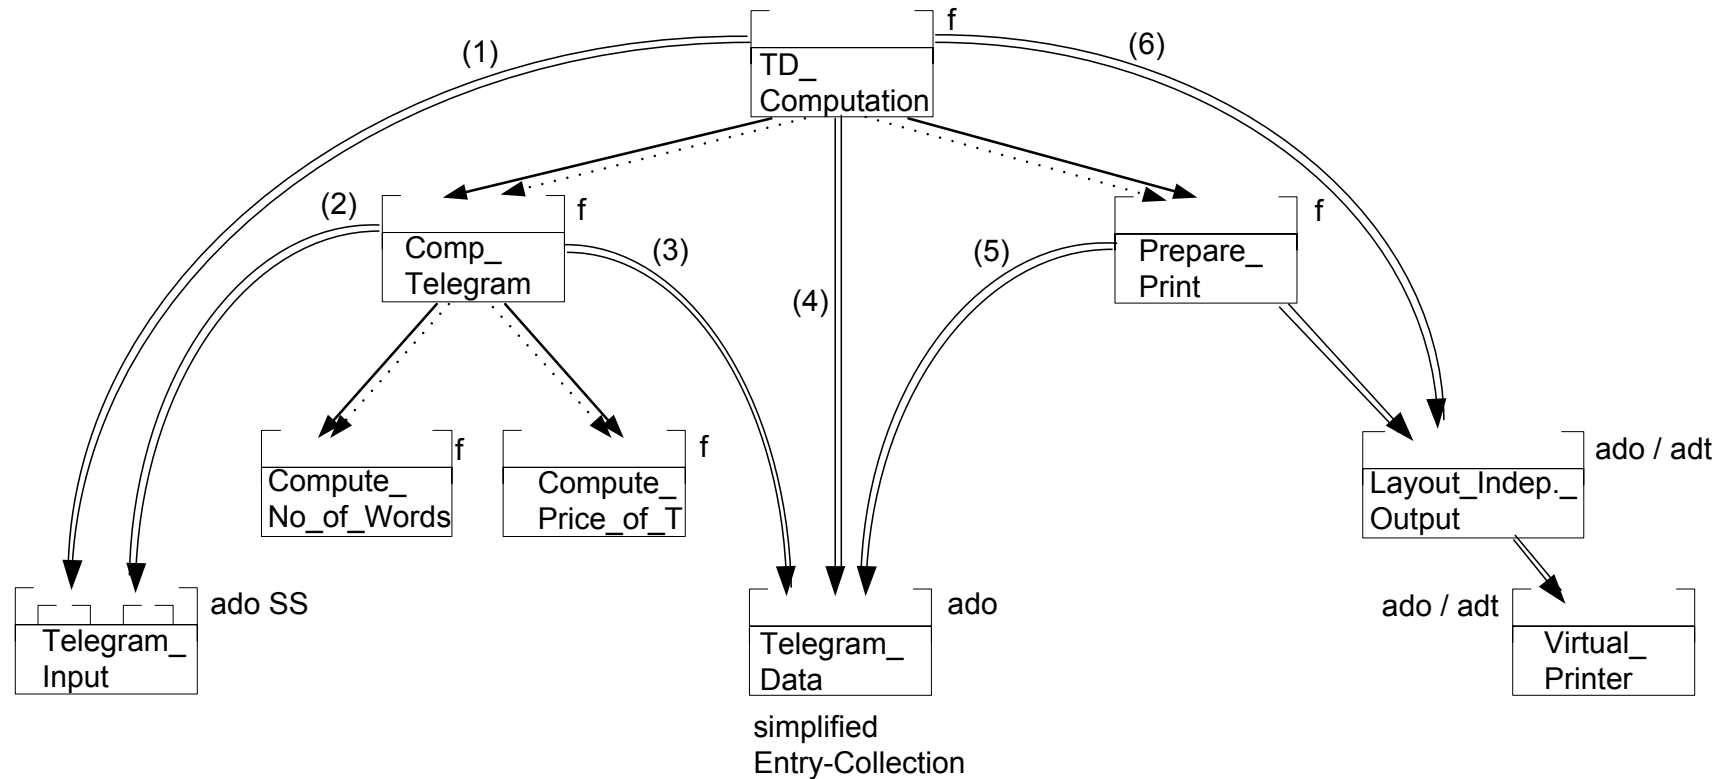 f
(1)
(6)
TD_
Computation
(2)
f
f
(3)
(5)
Comp_
Telegram
Prepare_
Print
(4)
f
f
ado / adt
Compute_
No_of_Words
Compute_
Price_of_T
Layout_Indep._
Output
ado SS
ado
ado / adt
Telegram_
Input
Telegram_
Data
Virtual_
Printer
simplified
Entry-Collection